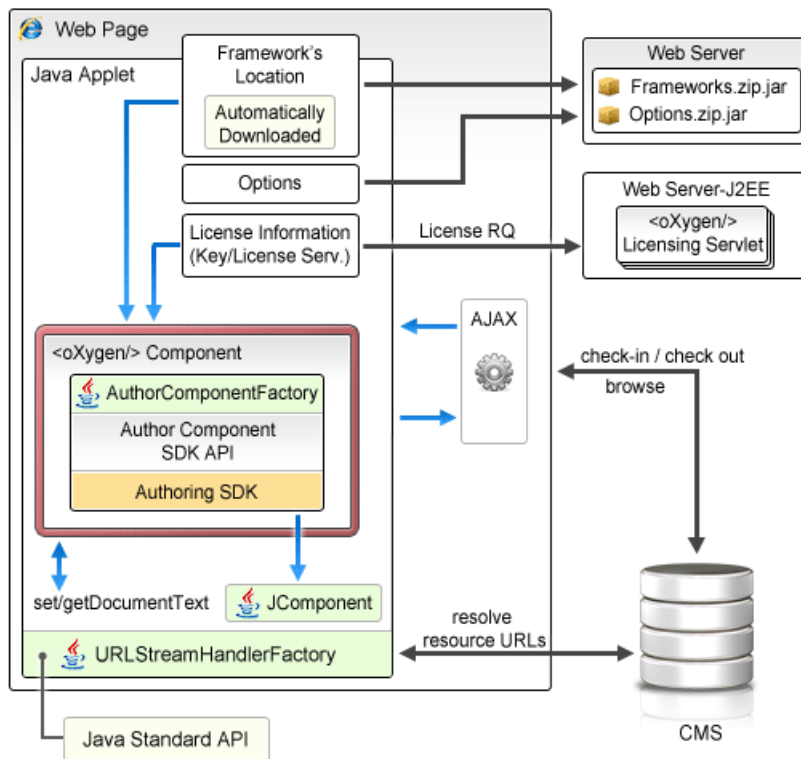 Web Page
Java Applet
Framework's
Location
Automatically
Downloaded
Options
License Information
(Key/License Serv.)
License RQ
Web Server
Frameworks.zip.jar
Options.zip.jar
Web Server-J2EE
<oXygen/>
Licensing Servlet
<oXygen/> Component
AuthorComponentFactory
Author Component
SDK API
Authoring SDK
AJAX
check-in / check out
browse
set/getDocumentText
JComponent
resolve
resource URLs
URLStreamHandlerFactory
CMS
Java Standard API